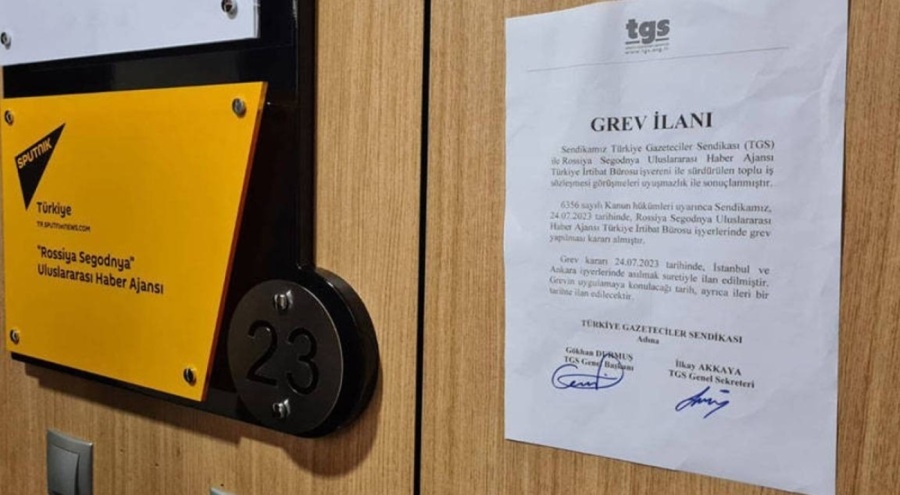 SPUTNIK
Türkiye
TR.SPUTNIKNEWS.COM
"Rossiya Segodnya"
Uluslararası Haber Ajansı
23
tgs
www.tgs.org.tr
GREV İLANI
Sendikamız Türkiye Gazeteciler Sendikası (TGS)
ile Rossiya Segodnya Uluslararası Haber Ajansı
Türkiye İrtibat Bürosu işvereni ile sürdürülen toplu iş
sözleşmesi görüşmeleri uyuşmazlık ile sonuçlanmıştır.
6356 sayılı Kanun hükümleri uyarınca Sendikamız,
24.07.2023 tarihinde, Rossiya Segodnya Uluslararası
Haber Ajansı Türkiye İrtibat Bürosu işyerlerinde grev
yapılması kararı almıştır.
Grev kararı 24.07.2023 tarihinde, İstanbul ve
Ankara işyerlerinde asılmak suretiyle ilan edilmiştir.
Grevin uygulamaya konulacağı tarih, ayrıca ileri bir
tarihte ilan edilecektir.
TÜRKİYE GAZETECİLER SENDİKASI
Adına
Gökhan DURMUŞ
TGS Genel Başkanı
İlkay AKKAYA
TGS Genel Sekreteri